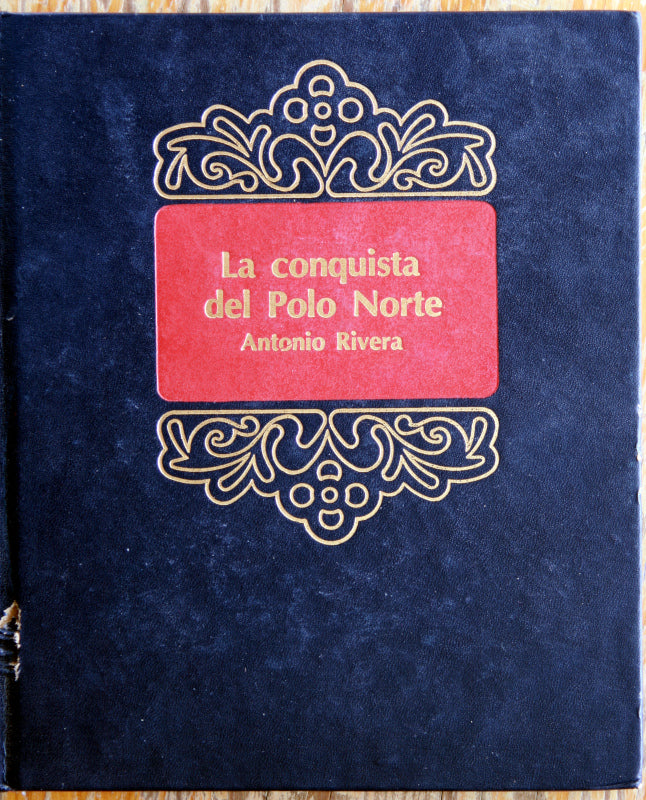 La conquista
del Polo Norte
Antonio Rivera